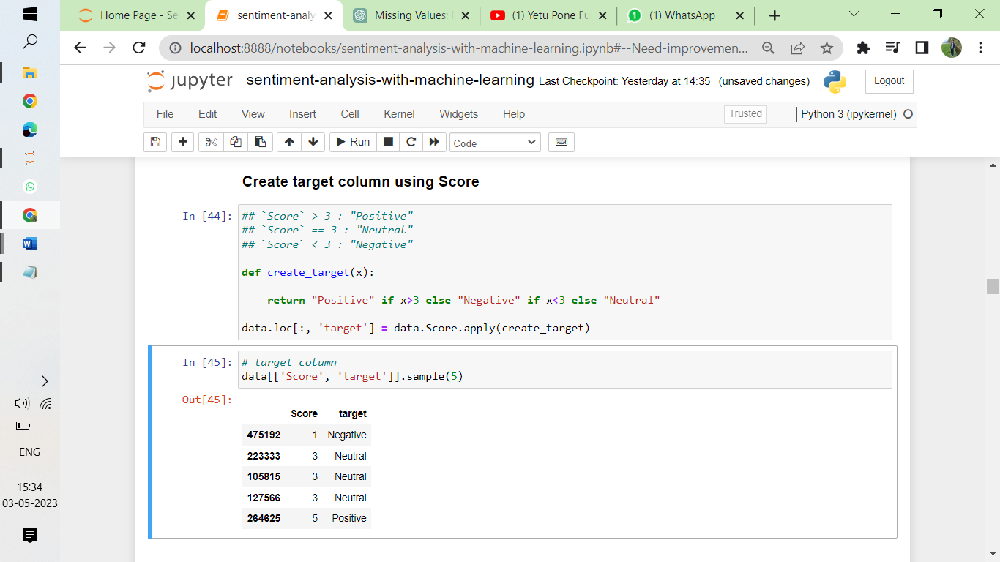 Home Page - Se
sentiment-analy
Missing Values:
(1) Yetu Pone Fu
(1) WhatsApp
localhost:8888/notebooks/sentiment-analysis-with-machine-learning.ipynb#--Need-improvemen...
jupyter sentiment-analysis-with-machine-learning Last Checkpoint: Yesterday at 14:35 (unsaved changes)
Logout
File Edit View Insert Cell Kernel Widgets Help
Trusted
Python 3 (ipykernel)
Run
Code
Create target column using Score
In [44]:
## `Score` > 3 : "Positive"
## `Score` == 3 : "Neutral"
## `Score` < 3 : "Negative"
def create_target(x):
return "Positive" if x>3 else "Negative" if x<3 else "Neutral"
data.loc[:, 'target'] = data.Score.apply(create_target)
In [45]:
# target column
data[['Score', 'target']].sample(5)
Out[45]:
Score target
475192 1 Negative
223333 3 Neutral
105815 3 Neutral
127566 3 Neutral
264625 5 Positive
ENG
15:34
03-05-2023